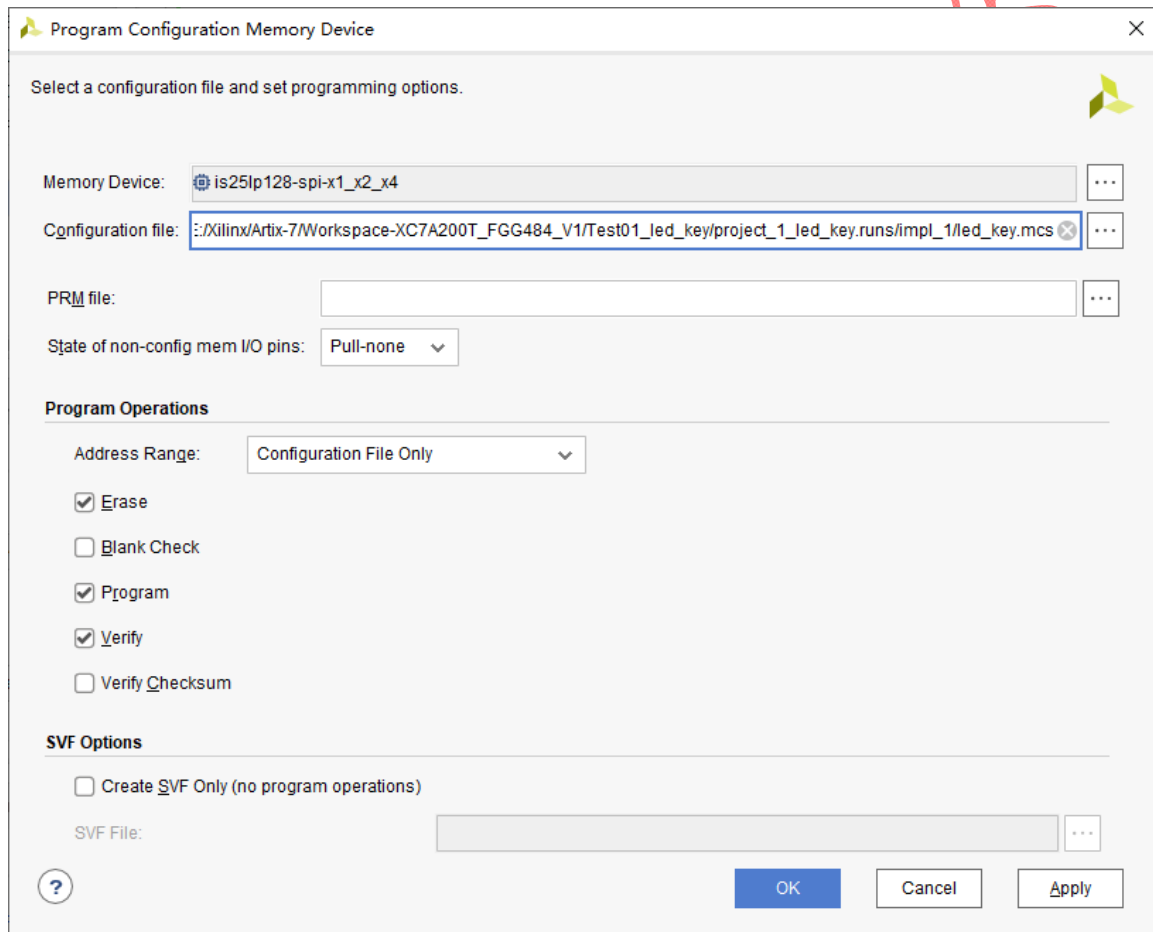 Program Configuration Memory Device
Select a configuration file and set programming options.
Memory Device: is25lp128-spi-x1_x2_x4 ...
Configuration file: :/Xilinx/Artix-7/Workspace-XC7A200T_FGG484_V1/Test01_led_key/project_1_led_key.runs/impl_1/led_key.mcs ...
PRM file: ...
State of non-config mem I/O pins: Pull-none
Program Operations
Address Range: Configuration File Only
Erase
Blank Check
Program
Verify
Verify Checksum
SVF Options
Create SVF Only (no program operations)
SVF File: ...
? OK Cancel Apply